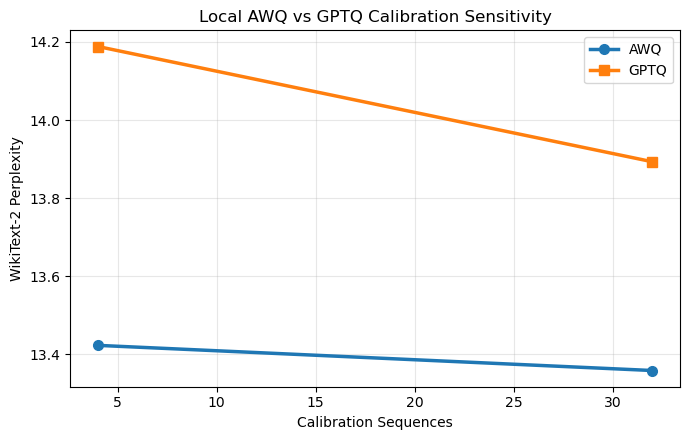 Local AWQ vs GPTQ Calibration Sensitivity
AWQ
GPTQ
WikiText-2 Perplexity
14.2
14.0
13.8
13.6
13.4
5 10 15 20 25 30
Calibration Sequences